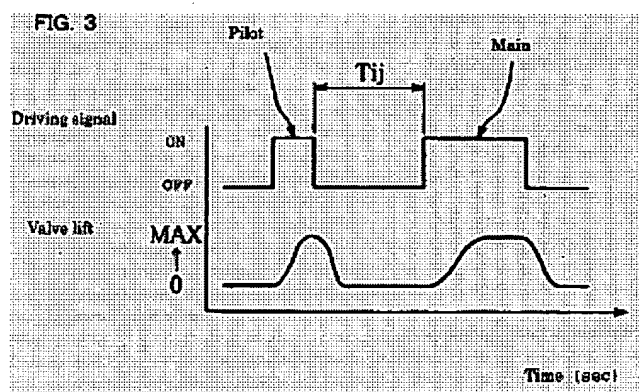 FIG. 3
Pilot
Main
Tij
Driving signal
ON
OFF
Valve lift
MAX
0
Time (sec)